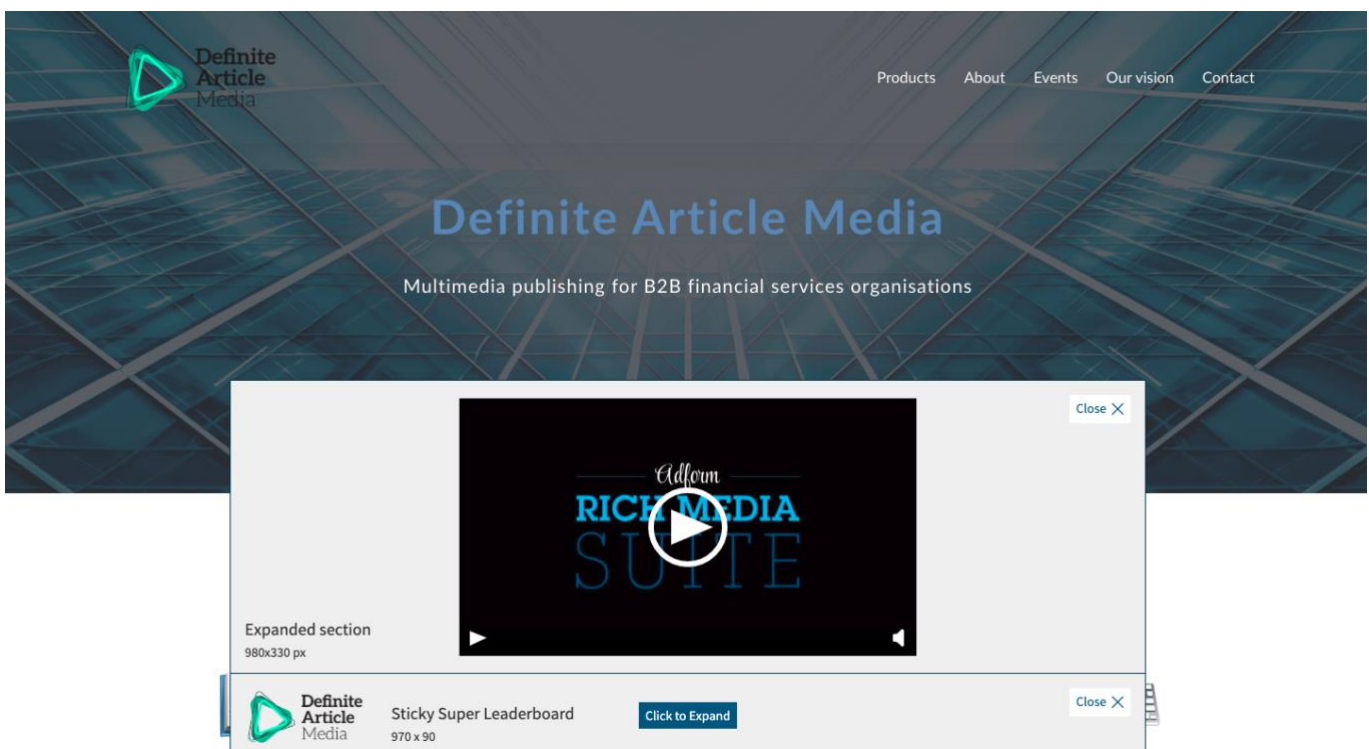 Definite
Article
Media
Products About Events Our vision Contact
Definite Article Media
Multimedia publishing for B2B financial services organisations
Close
Adform
RICH MEDIA
SUITE
Expanded section
980x330 px
Definite
Article
Media
Sticky Super Leaderboard
970 x 90
Click to Expand
Close